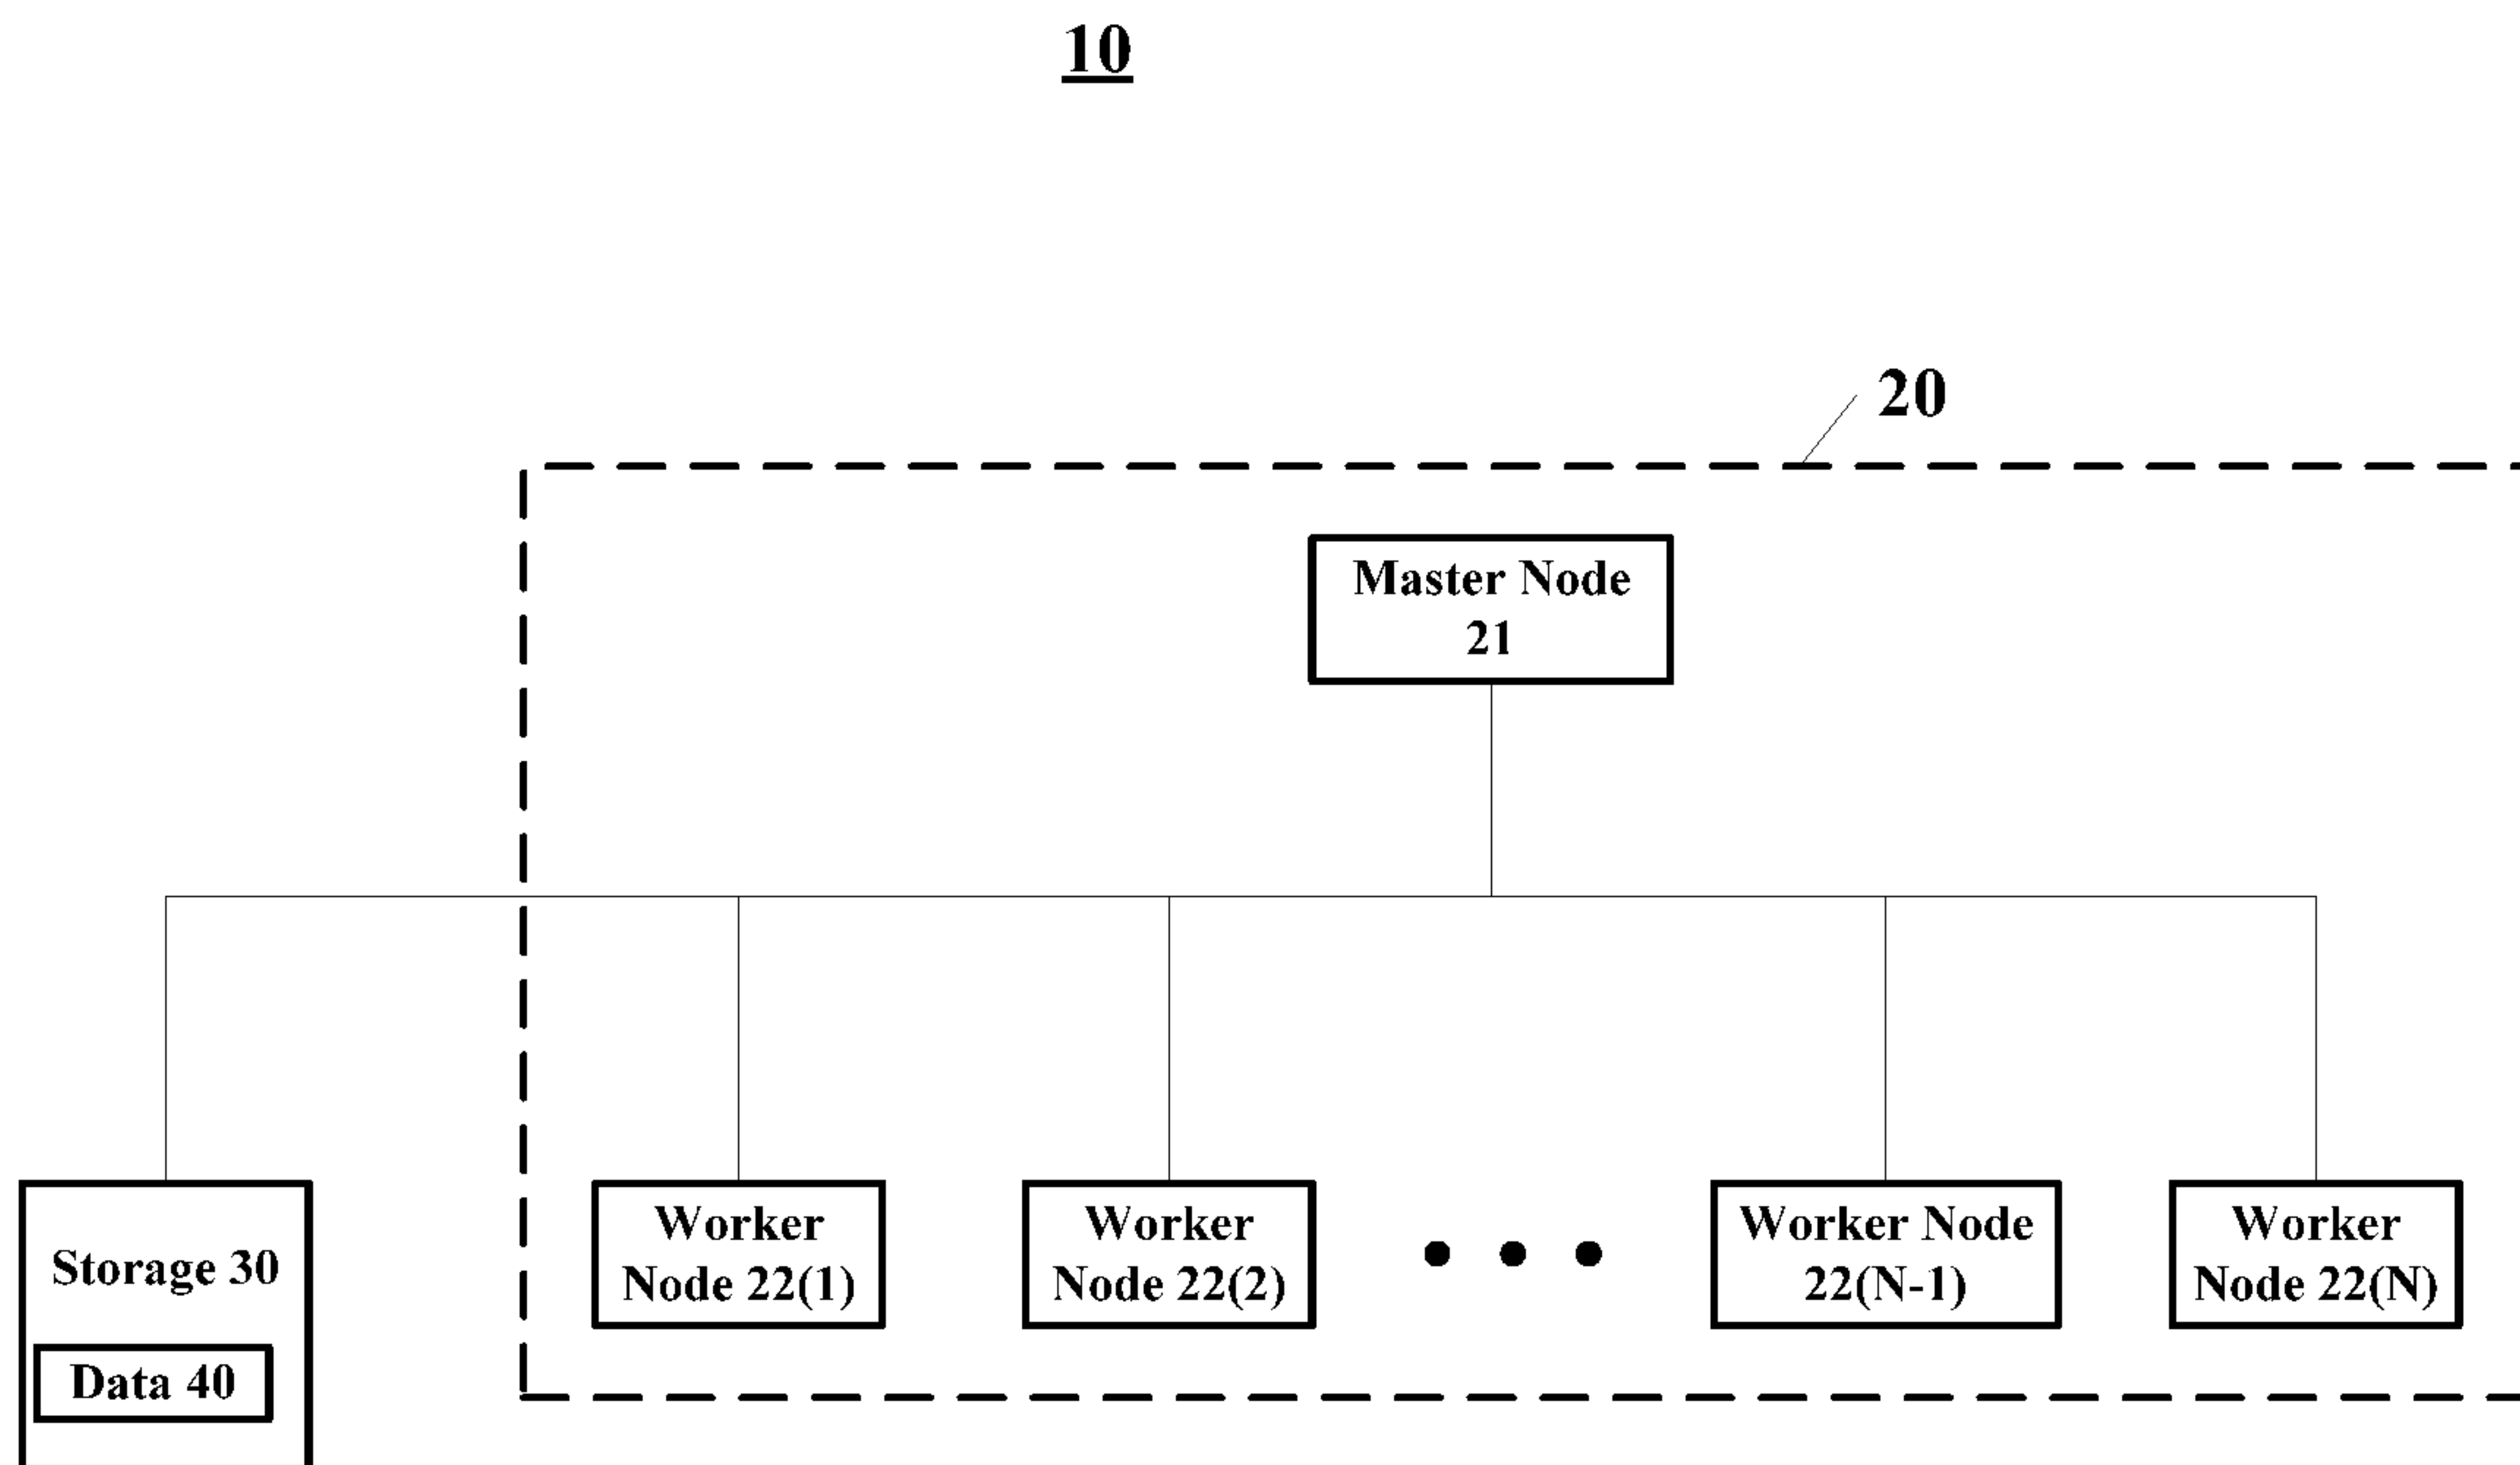 10
20
Master Node
21
Storage 30
Data 40
Worker
Node 22(1)
Worker
Node 22(2)
Worker Node
22(N-1)
Worker
Node 22(N)